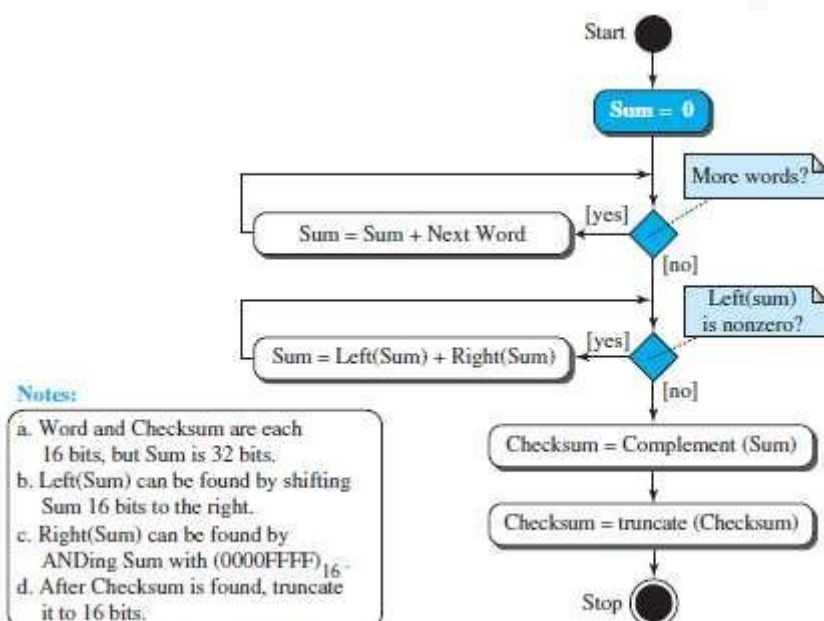 Start
Sum = 0
More words?
[yes]
Sum = Sum + Next Word
[no]
Left(sum)
is nonzero?
[yes]
Sum = Left(Sum) + Right(Sum)
[no]
Notes:
a. Word and Checksum are each
16 bits, but Sum is 32 bits.
b. Left(Sum) can be found by shifting
Sum 16 bits to the right.
c. Right(Sum) can be found by
ANDing Sum with (0000FFFF)16.
d. After Checksum is found, truncate
it to 16 bits.
Checksum = Complement (Sum)
Checksum = truncate (Checksum)
Stop